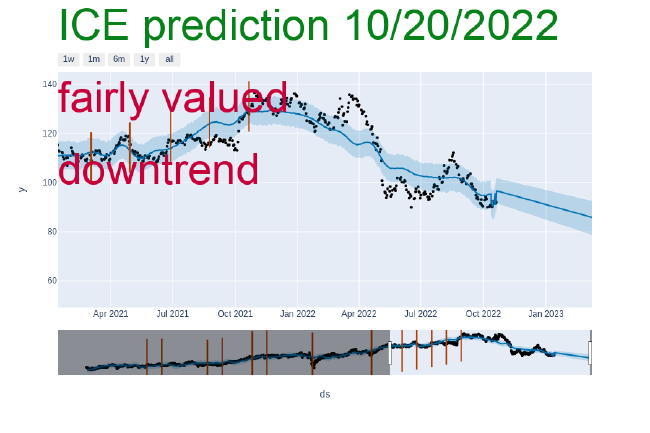 ICE prediction 10/20/2022
1w 1m 6m 1y all
fairly valued
downtrend
140
120
100
80
60
y
Apr 2021 Jul 2021 Oct 2021 Jan 2022 Apr 2022 Jul 2022 Oct 2022 Jan 2023
ds